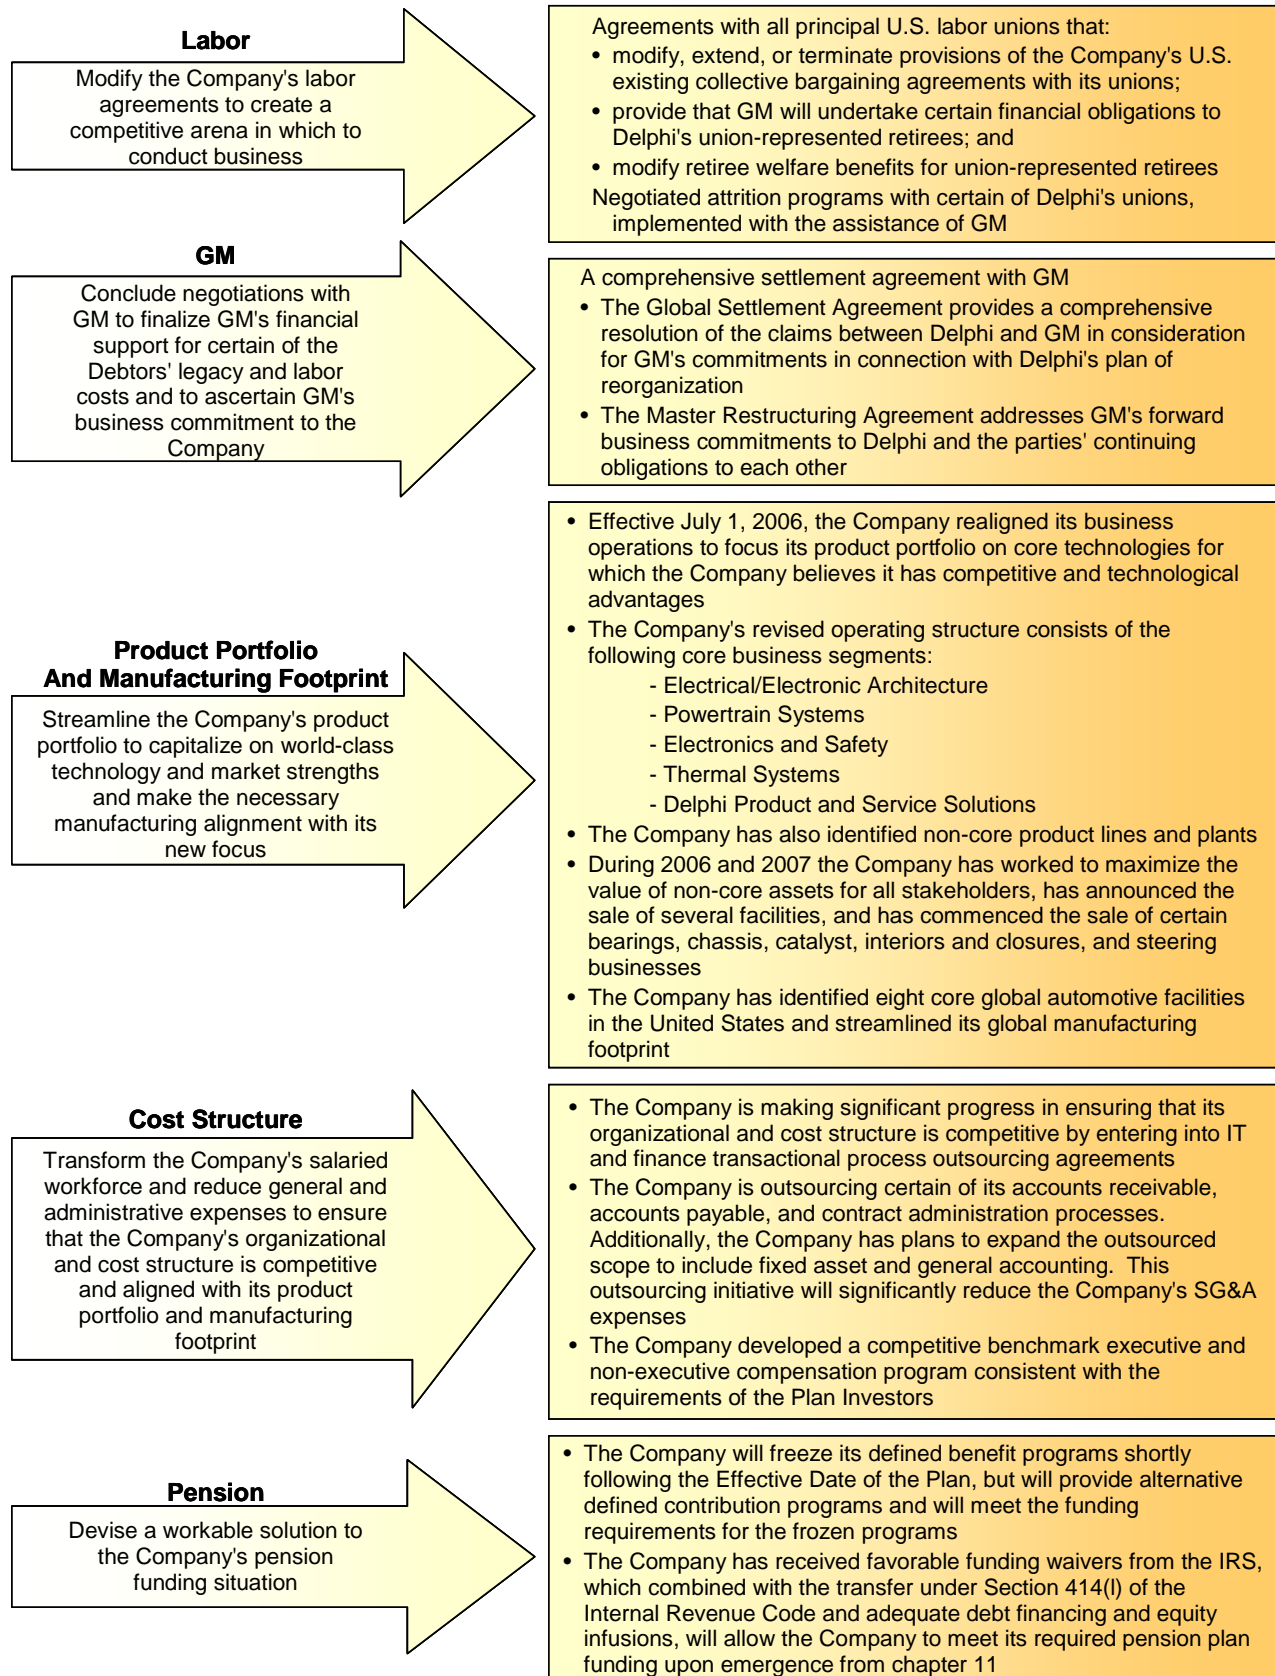 Labor
Modify the Company's labor
agreements to create a
competitive arena in which to
conduct business
Agreements with all principal U.S. labor unions that:
• modify, extend, or terminate provisions of the Company's U.S.
existing collective bargaining agreements with its unions;
• provide that GM will undertake certain financial obligations to
Delphi's union-represented retirees; and
• modify retiree welfare benefits for union-represented retirees
Negotiated attrition programs with certain of Delphi's unions,
implemented with the assistance of GM
GM
Conclude negotiations with
GM to finalize GM's financial
support for certain of the
Debtors' legacy and labor
costs and to ascertain GM's
business commitment to the
Company
A comprehensive settlement agreement with GM
• The Global Settlement Agreement provides a comprehensive
resolution of the claims between Delphi and GM in consideration
for GM's commitments in connection with Delphi's plan of
reorganization
• The Master Restructuring Agreement addresses GM's forward
business commitments to Delphi and the parties' continuing
obligations to each other
Product Portfolio
And Manufacturing Footprint
Streamline the Company's product
portfolio to capitalize on world-class
technology and market strengths
and make the necessary
manufacturing alignment with its
new focus
• Effective July 1, 2006, the Company realigned its business
operations to focus its product portfolio on core technologies for
which the Company believes it has competitive and technological
advantages
• The Company's revised operating structure consists of the
following core business segments:
- Electrical/Electronic Architecture
- Powertrain Systems
- Electronics and Safety
- Thermal Systems
- Delphi Product and Service Solutions
• The Company has also identified non-core product lines and plants
• During 2006 and 2007 the Company has worked to maximize the
value of non-core assets for all stakeholders, has announced the
sale of several facilities, and has commenced the sale of certain
bearings, chassis, catalyst, interiors and closures, and steering
businesses
• The Company has identified eight core global automotive facilities
in the United States and streamlined its global manufacturing
footprint
Cost Structure
Transform the Company's salaried
workforce and reduce general and
administrative expenses to ensure
that the Company's organizational
and cost structure is competitive
and aligned with its product
portfolio and manufacturing
footprint
• The Company is making significant progress in ensuring that its
organizational and cost structure is competitive by entering into IT
and finance transactional process outsourcing agreements
• The Company is outsourcing certain of its accounts receivable,
accounts payable, and contract administration processes.
Additionally, the Company has plans to expand the outsourced
scope to include fixed asset and general accounting. This
outsourcing initiative will significantly reduce the Company's SG&A
expenses
• The Company developed a competitive benchmark executive and
non-executive compensation program consistent with the
requirements of the Plan Investors
Pension
Devise a workable solution to
the Company's pension
funding situation
• The Company will freeze its defined benefit programs shortly
following the Effective Date of the Plan, but will provide alternative
defined contribution programs and will meet the funding
requirements for the frozen programs
• The Company has received favorable funding waivers from the IRS,
which combined with the transfer under Section 414(l) of the
Internal Revenue Code and adequate debt financing and equity
infusions, will allow the Company to meet its required pension plan
funding upon emergence from chapter 11